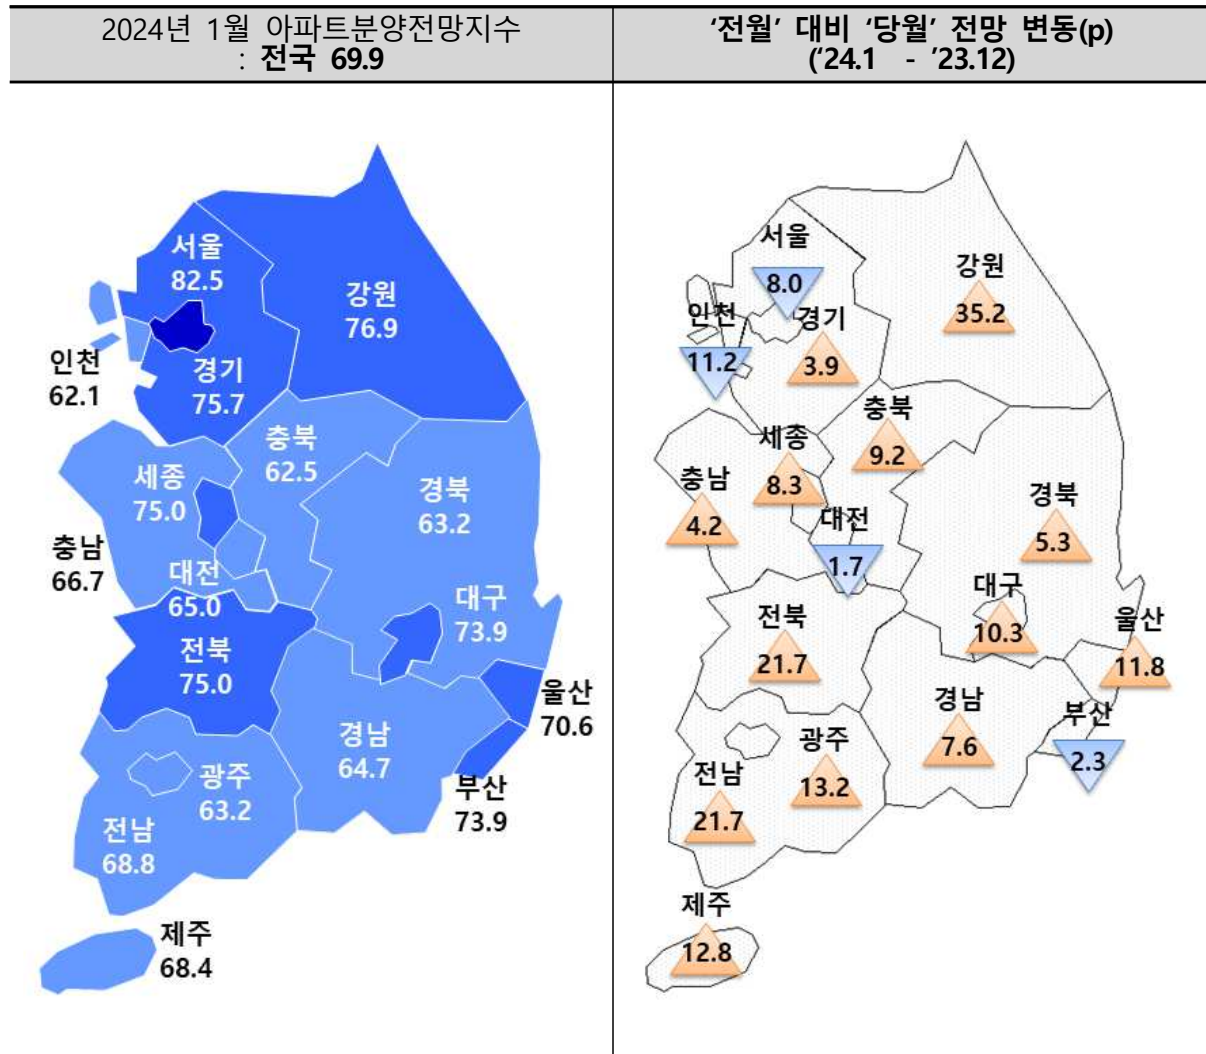 2024년 1월 아파트분양전망지수
: 전국 69.9
‘전월’ 대비 ‘당월’ 전망 변동(p)
(‘24.1 - ’23.12)
서울
82.5
강원
76.9
인천
62.1
경기
75.7
충북
62.5
세종
75.0
경북
63.2
충남
66.7
대전
65.0
대구
73.9
전북
75.0
울산
70.6
경남
64.7
광주
63.2
부산
73.9
전남
68.8
제주
68.4
서울
8.0
강원
35.2
인천
11.2
경기
3.9
충북
9.2
세종
8.3
충남
4.2
경북
5.3
대전
1.7
대구
10.3
울산
11.8
전북
21.7
경남
7.6
부산
2.3
광주
13.2
전남
21.7
제주
12.8